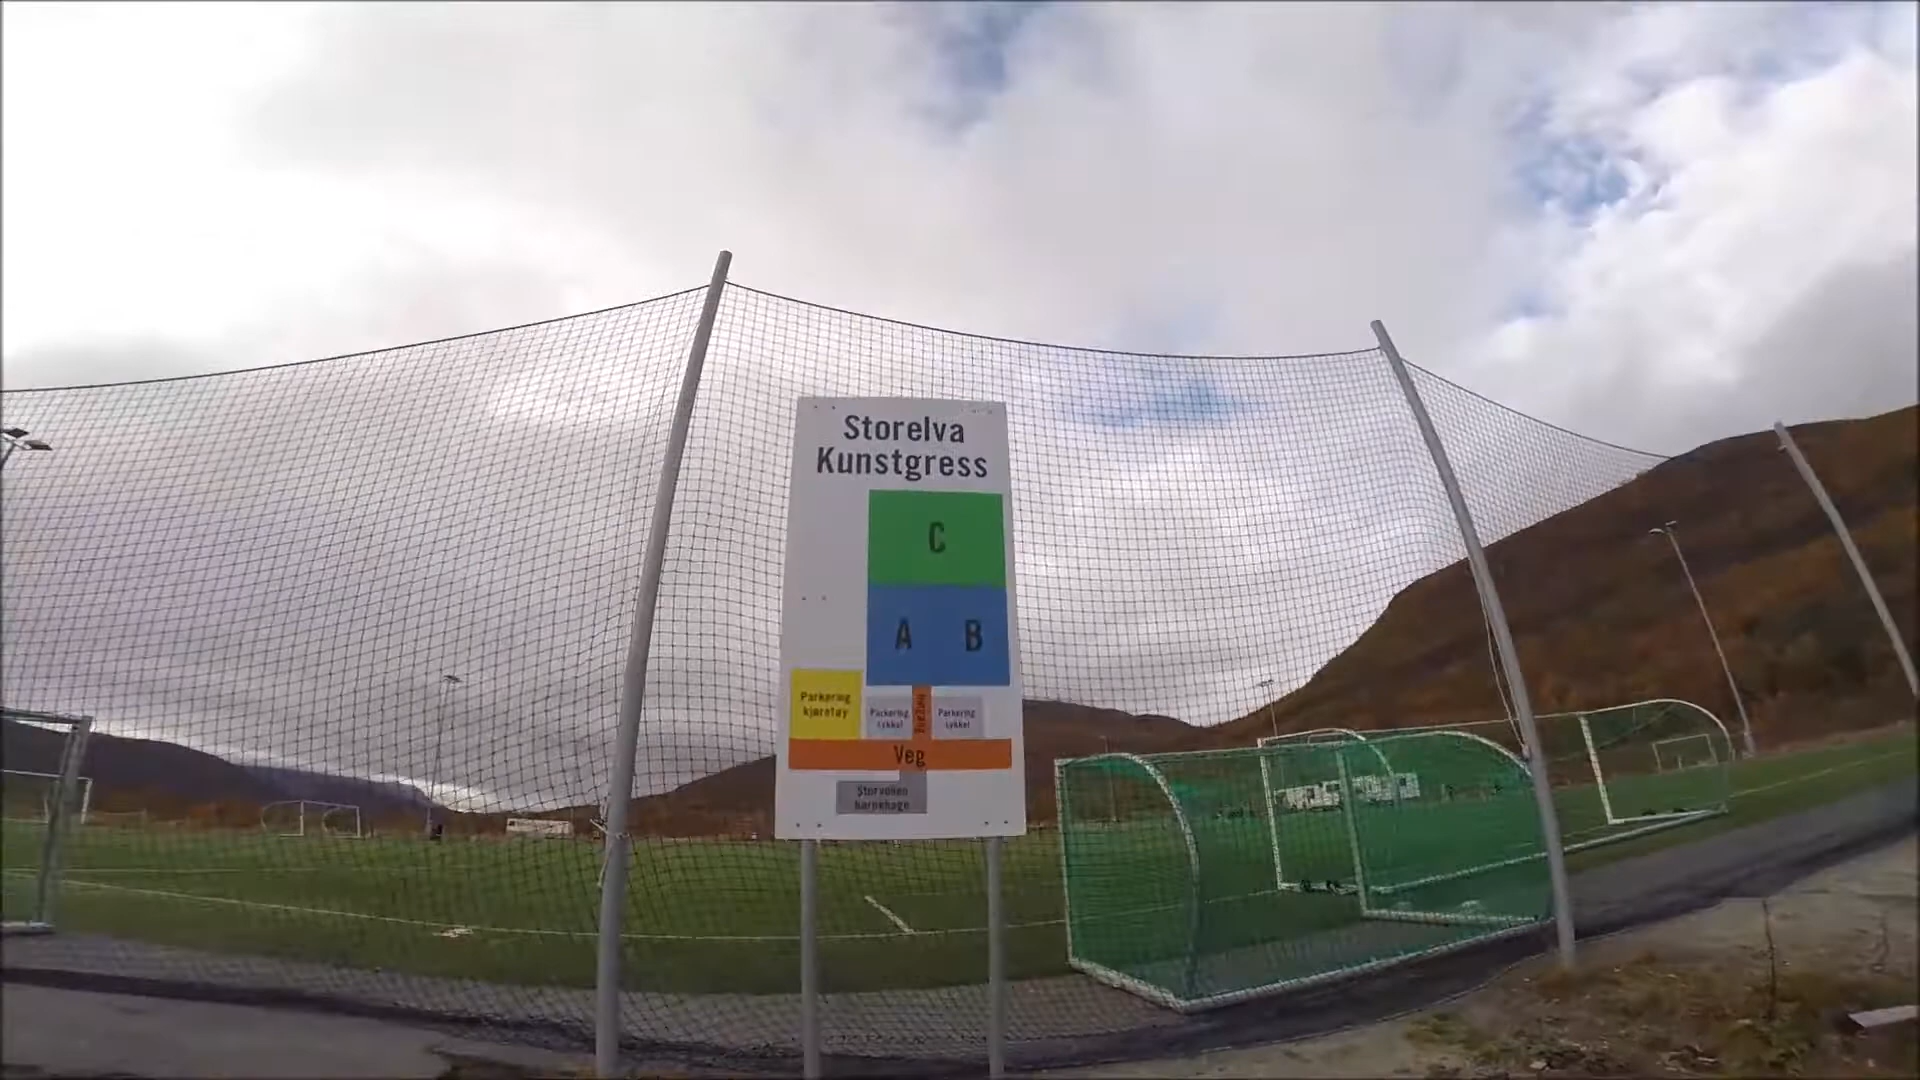 Storelva
Kunstgress
C
A B
Parkering
kjøretøy
Parkering
sykkel
Parkering
sykkel
Veg
Storvollen
barnehage